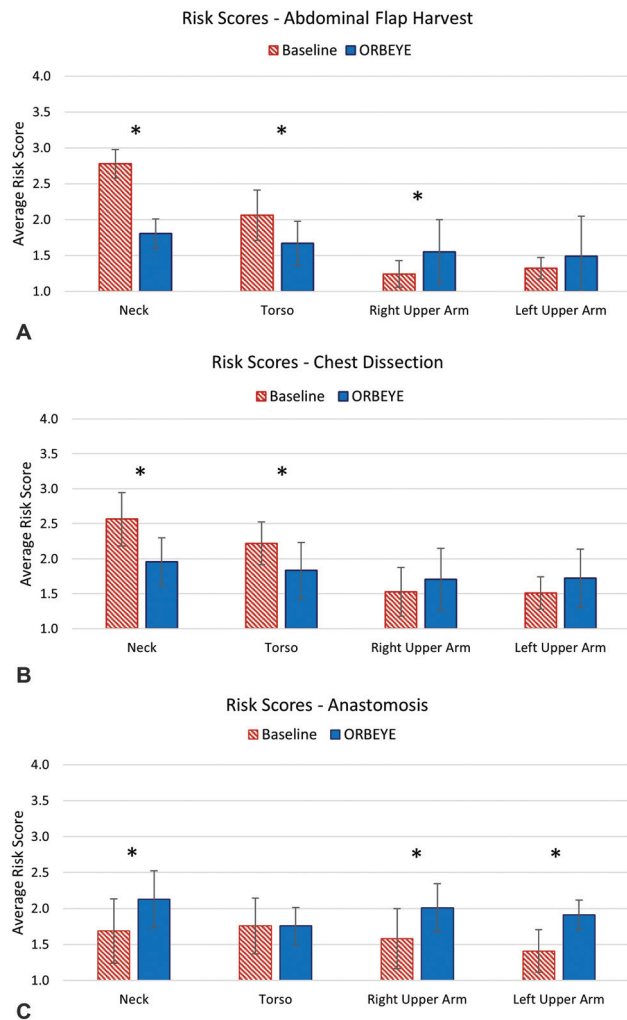 Risk Scores - Abdominal Flap Harvest
Baseline ORBEYE
Average Risk Score
4.0
3.5
3.0
2.5
2.0
1.5
1.0
* * *
Neck Torso Right Upper Arm Left Upper Arm
A
Risk Scores - Chest Dissection
Baseline ORBEYE
Average Risk Score
4.0
3.5
3.0
2.5
2.0
1.5
1.0
* *
Neck Torso Right Upper Arm Left Upper Arm
B
Risk Scores - Anastomosis
Baseline ORBEYE
Average Risk Score
4.0
3.5
3.0
2.5
2.0
1.5
1.0
* * *
Neck Torso Right Upper Arm Left Upper Arm
C